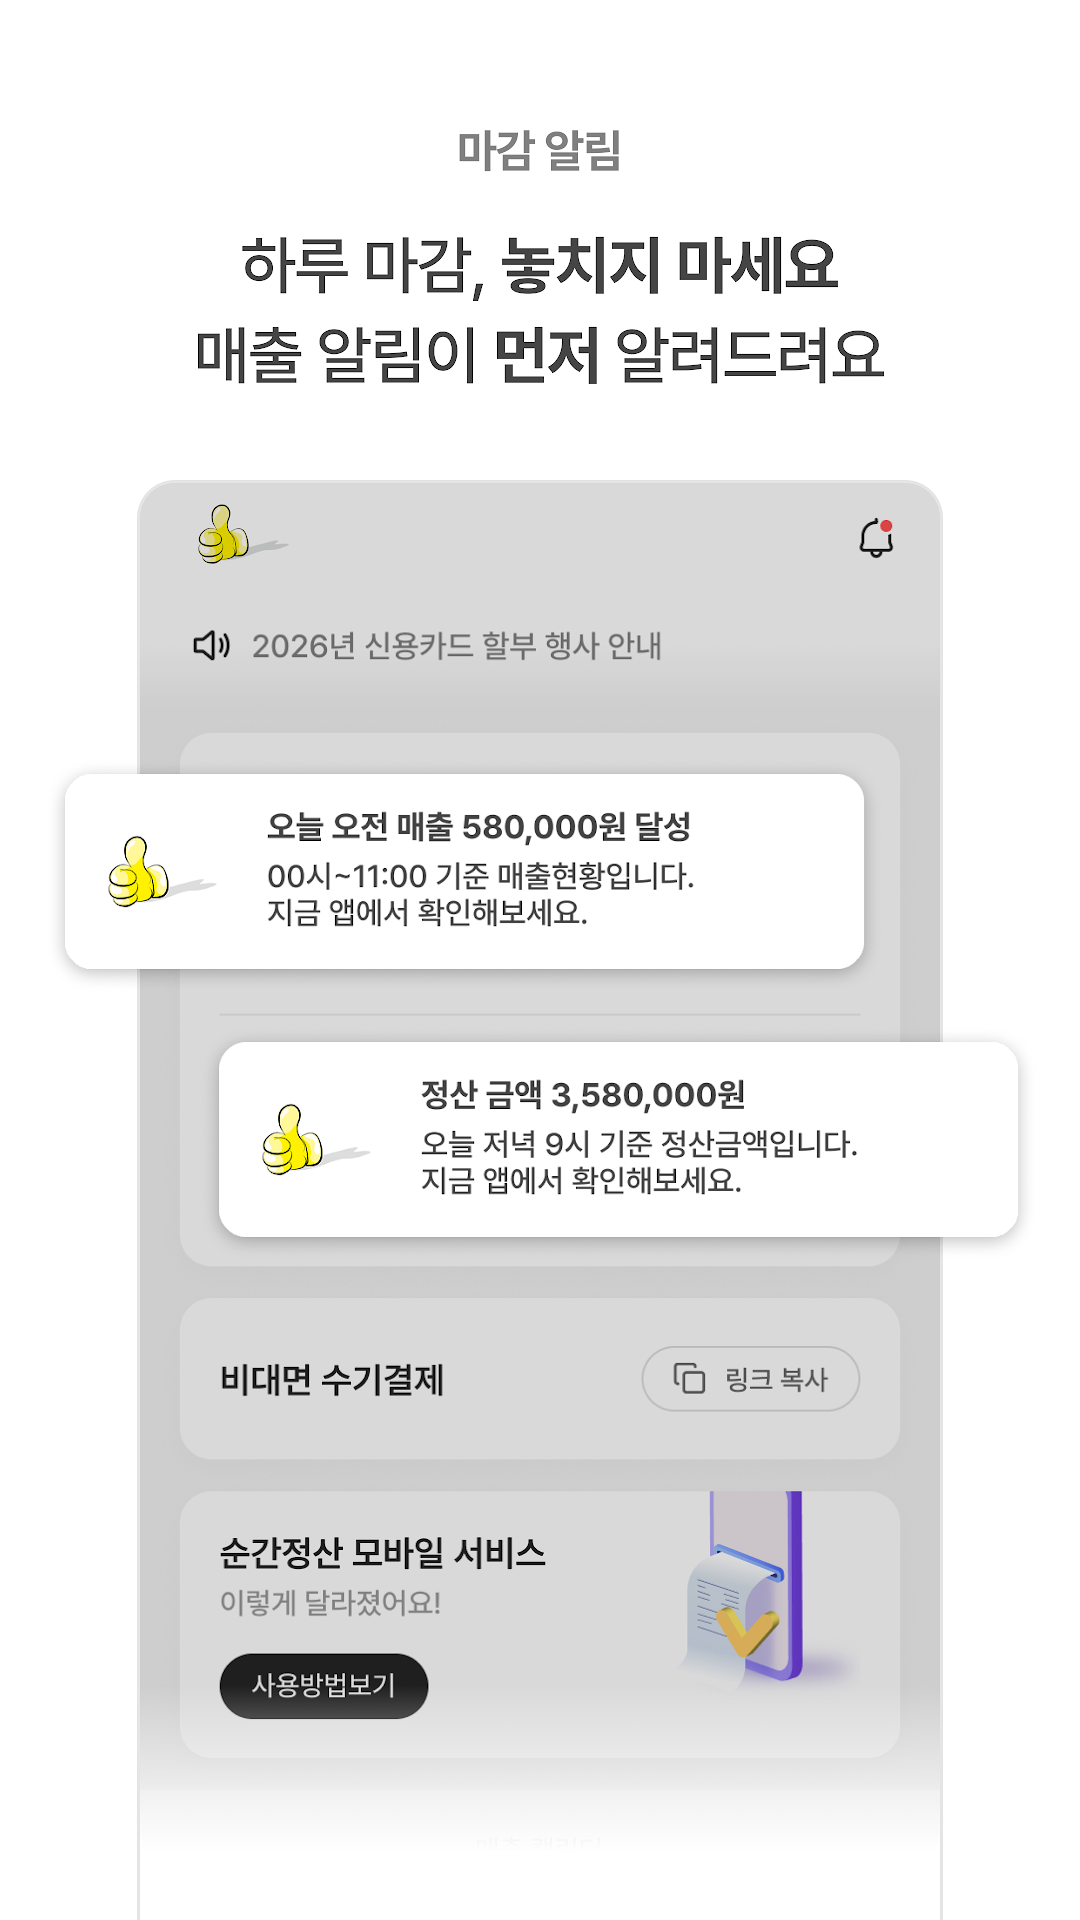 마감 알림
하루 마감, 놓치지 마세요
매출 알림이 먼저 알려드려요
2026년 신용카드 할부 행사 안내
오늘 오전 매출 580,000원 달성
00시~11:00 기준 매출현황입니다.
지금 앱에서 확인해보세요.
정산 금액 3,580,000원
오늘 저녁 9시 기준 정산금액입니다.
지금 앱에서 확인해보세요.
비대면 수기결제
링크 복사
순간정산 모바일 서비스
이렇게 달라졌어요!
사용방법보기